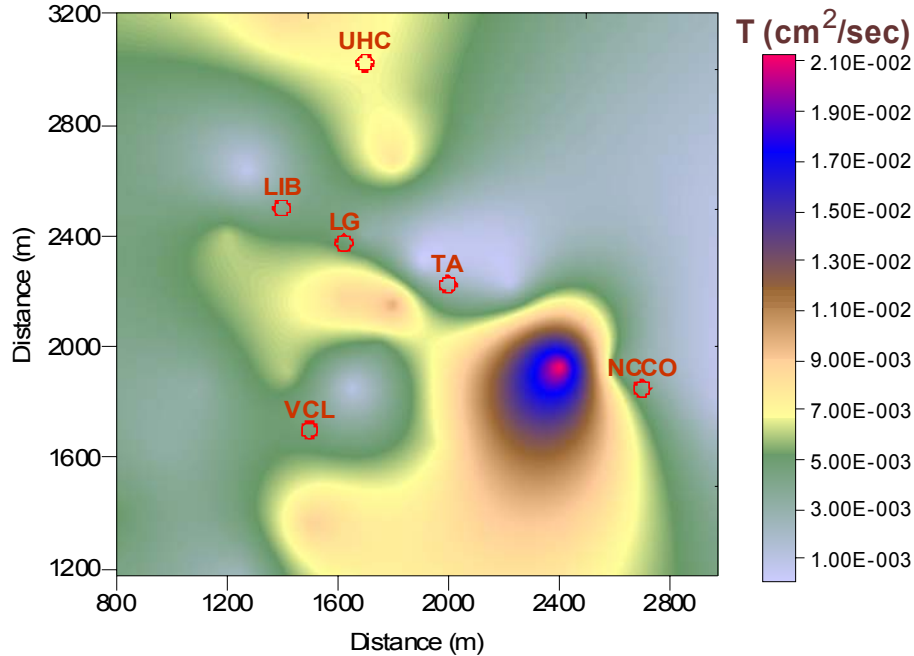 T (cm2/sec)
3200
2800
2400
2000
1600
1200
Distance (m)
800
1200
1600
2000
2400
2800
Distance (m)
UHC
LIB
LG
TA
NCCO
VCL
2.10E-002
1.90E-002
1.70E-002
1.50E-002
1.30E-002
1.10E-002
9.00E-003
7.00E-003
5.00E-003
3.00E-003
1.00E-003